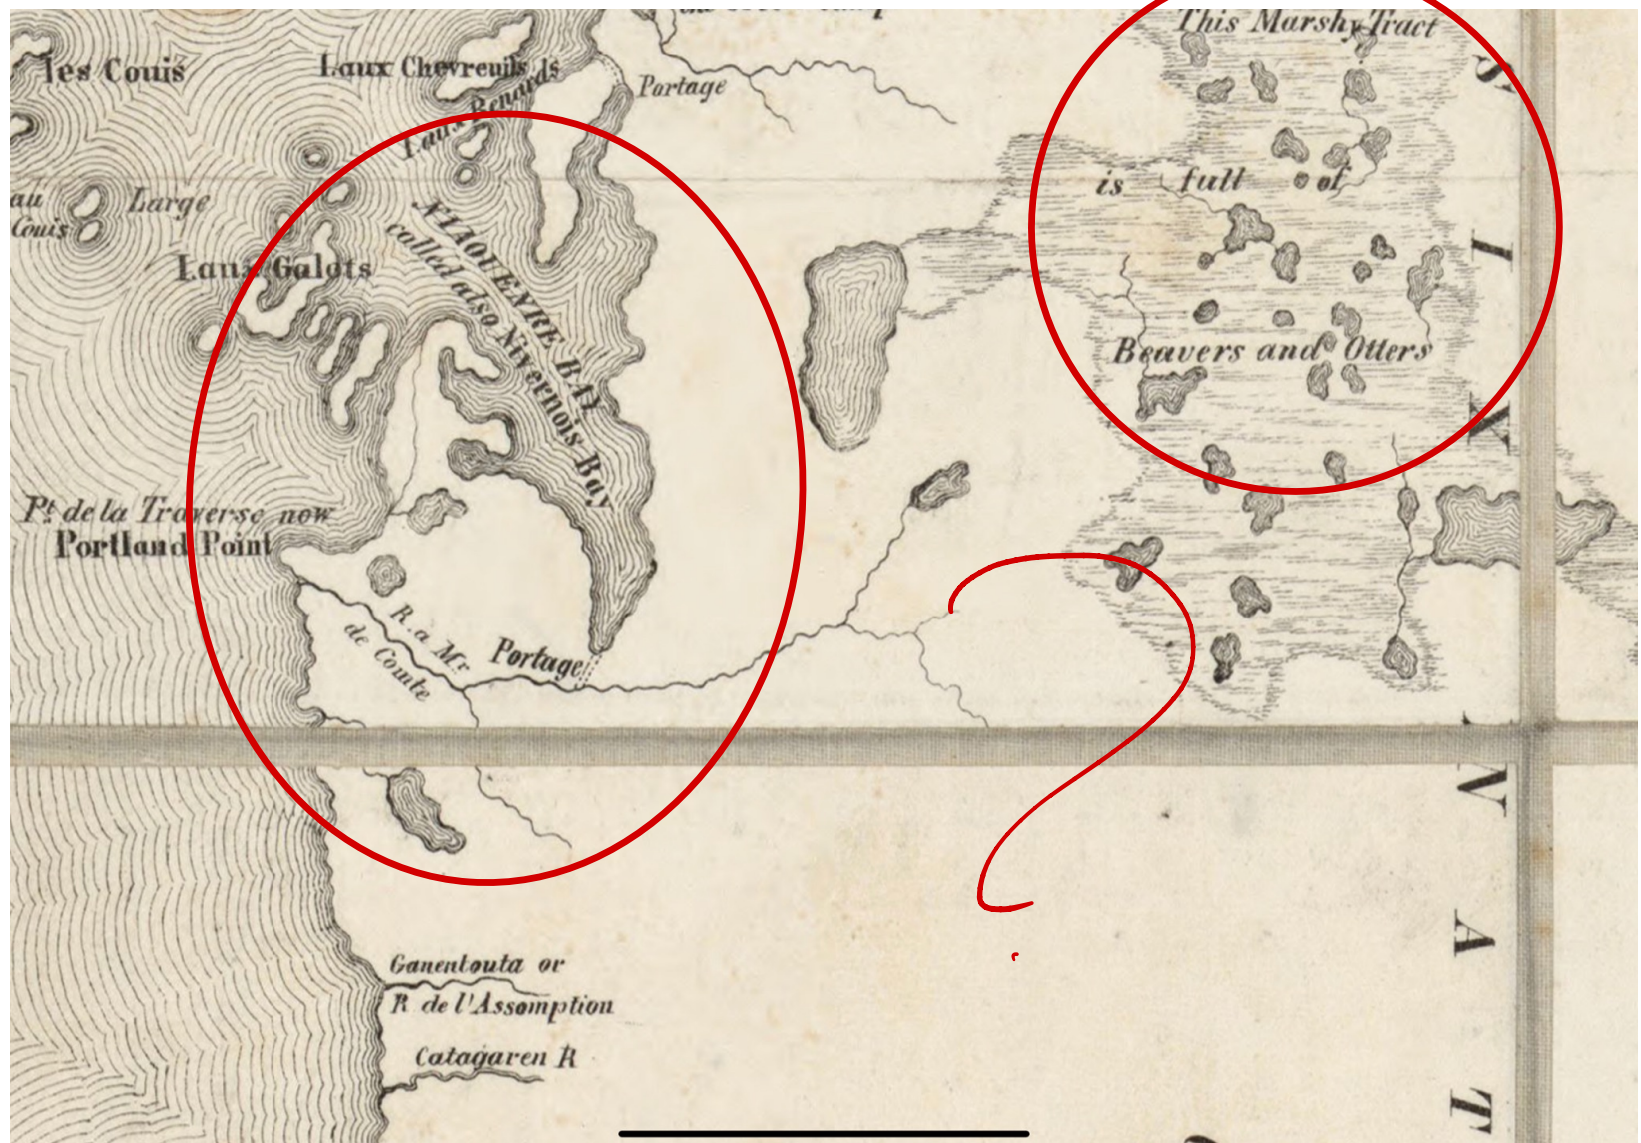 This Marshy Tract
les Couis
Laux Chevreuils
Laux Renards
Portage
is full of
au
Couis
Large
NIAOUENRE BAY
called also Nivernois Bay
Laux Galots
Beavers and Otters
Pt. de la Traverse now
Portland Point
R. a Mr.
de Comte
Portage
Ganentouta or
R de l'Assomption
Catagaren R
S
I
X
N
A
T
?